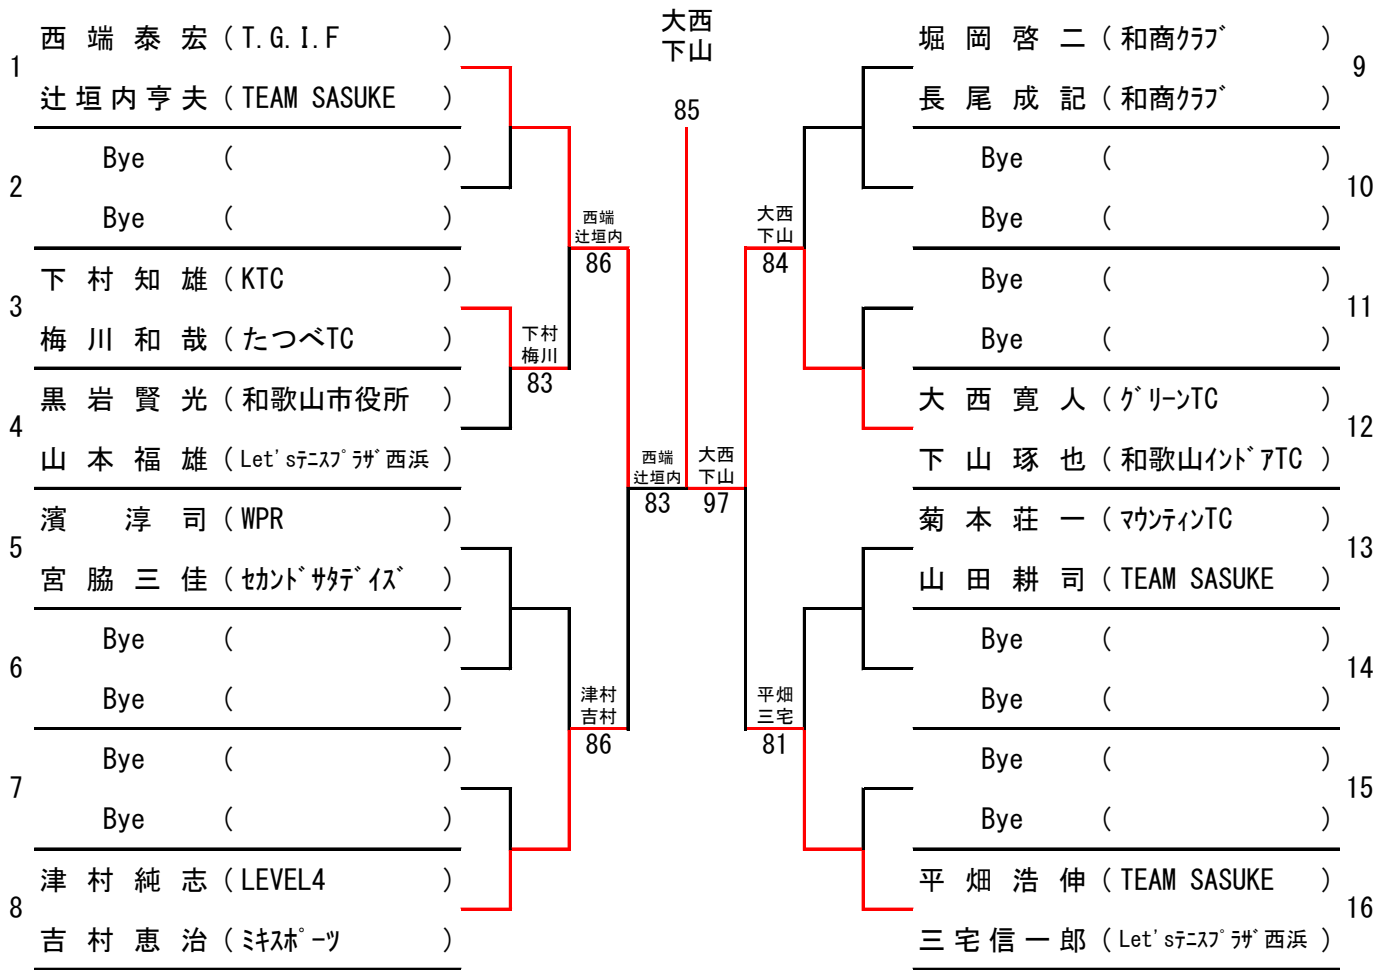 大西
下山
85
1
西端泰宏 ( T.G.I.F )
辻垣内亨夫 ( TEAM SASUKE )
2
Bye ( )
Bye ( )
3
下村知雄 ( KTC )
梅川和哉 ( たつべTC )
4
黒岩賢光 ( 和歌山市役所 )
山本福雄 ( Let'sﾃﾆｽﾌﾟﾗｻﾞ西浜 )
5
濱淳司 ( WPR )
宮脇三佳 ( ｾｶﾝﾄﾞｻﾀﾃﾞｲｽﾞ )
6
Bye ( )
Bye ( )
7
Bye ( )
Bye ( )
8
津村純志 ( LEVEL4 )
吉村恵治 ( ﾐｷｽﾎﾟｰﾂ )
下村
梅川
83
西端
辻垣内
86
津村
吉村
86
西端
辻垣内
83
大西
下山
97
大西
下山
84
平畑
三宅
81
堀岡啓二 ( 和商ｸﾗﾌﾞ )
9
長尾成記 ( 和商ｸﾗﾌﾞ )
Bye ( )
10
Bye ( )
Bye ( )
11
Bye ( )
大西寛人 ( ｸﾞﾘｰﾝTC )
12
下山琢也 ( 和歌山ｲﾝﾄﾞｱTC )
菊本荘一 ( ﾏｳﾝﾃｨﾝTC )
13
山田耕司 ( TEAM SASUKE )
Bye ( )
14
Bye ( )
Bye ( )
15
Bye ( )
平畑浩伸 ( TEAM SASUKE )
16
三宅信一郎 ( Let'sﾃﾆｽﾌﾟﾗｻﾞ西浜 )